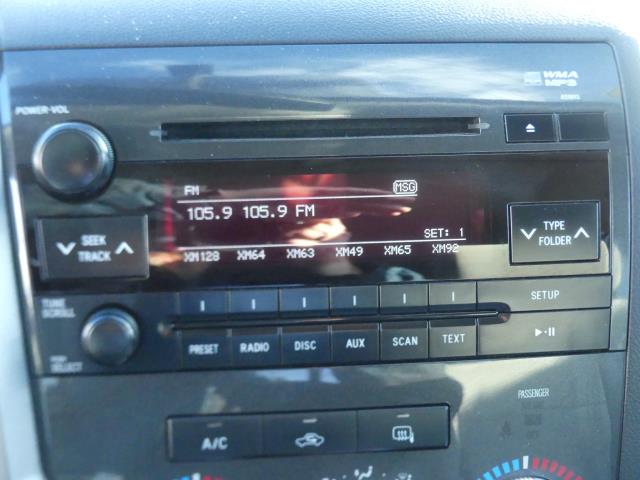 WMA
MP3
POWER·VOL
FM MSG
105.9 105.9 FM
SET: 1
XM128 XM64 XM63 XM49 XM65 XM92
SEEK
TRACK
TYPE
FOLDER
TUNE
SCROLL
SETUP
PRESET RADIO DISC AUX SCAN TEXT
SELECT
PASSENGER
A/C